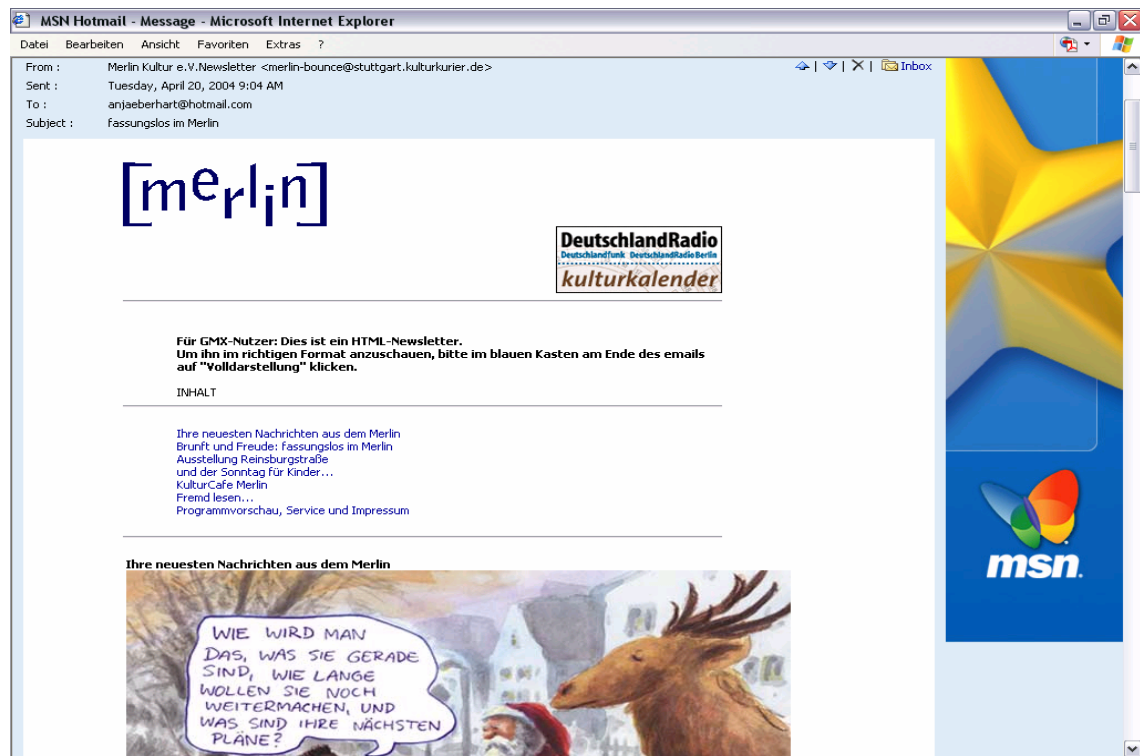 MSN Hotmail - Message - Microsoft Internet Explorer
Datei Bearbeiten Ansicht Favoriten Extras ?
From : Merlin Kultur e.V.Newsletter <merlin-bounce@stuttgart.kulturkurier.de>
| | X | Inbox
Sent : Tuesday, April 20, 2004 9:04 AM
To : anjaeberhart@hotmail.com
Subject : fassungslos im Merlin
[merlin]
DeutschlandRadio
Deutschlandfunk DeutschlandRadio Berlin
kulturkalender
Für GMX-Nutzer: Dies ist ein HTML-Newsletter.
Um ihn im richtigen Format anzuschauen, bitte im blauen Kasten am Ende des emails
auf "Volldarstellung" klicken.
INHALT
Ihre neuesten Nachrichten aus dem Merlin
Brunft und Freude: fassungslos im Merlin
Ausstellung Reinsburgstraße
und der Sonntag für Kinder...
KulturCafe Merlin
Fremd lesen...
Programmvorschau, Service und Impressum
msn.
Ihre neuesten Nachrichten aus dem Merlin
WIE WIRD MAN
DAS, WAS SIE GERADE
SIND, WIE LANGE
WOLLEN SIE NOCH
WEITERMACHEN, UND
WAS SIND IHRE NÄCHSTEN
PLÄNE?